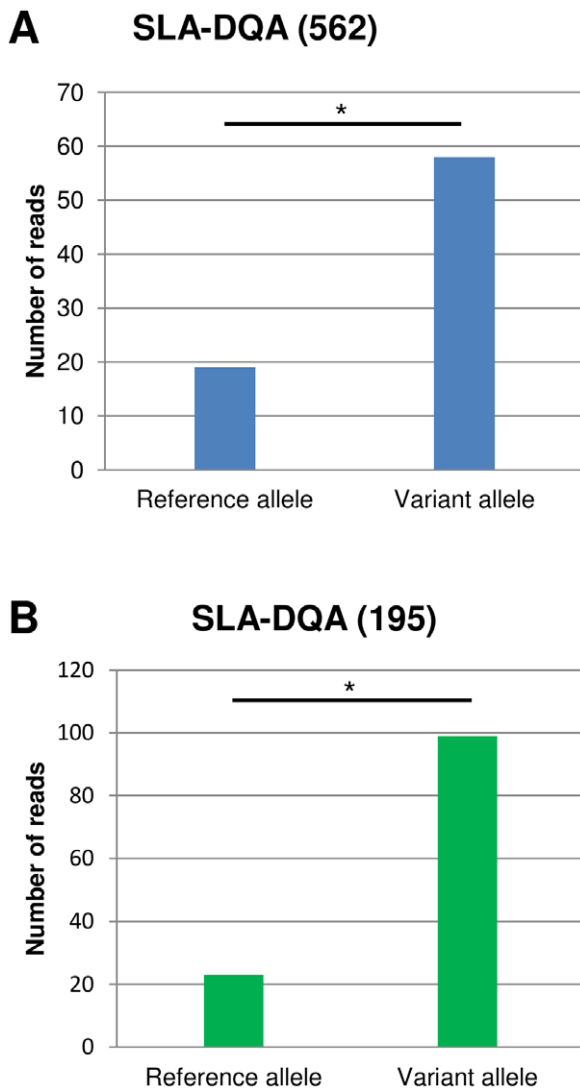 A
SLA-DQA (562)
Number of reads
70
60
50
40
30
20
10
0
*
Reference allele
Variant allele
B
SLA-DQA (195)
Number of reads
120
100
80
60
40
20
0
*
Reference allele
Variant allele